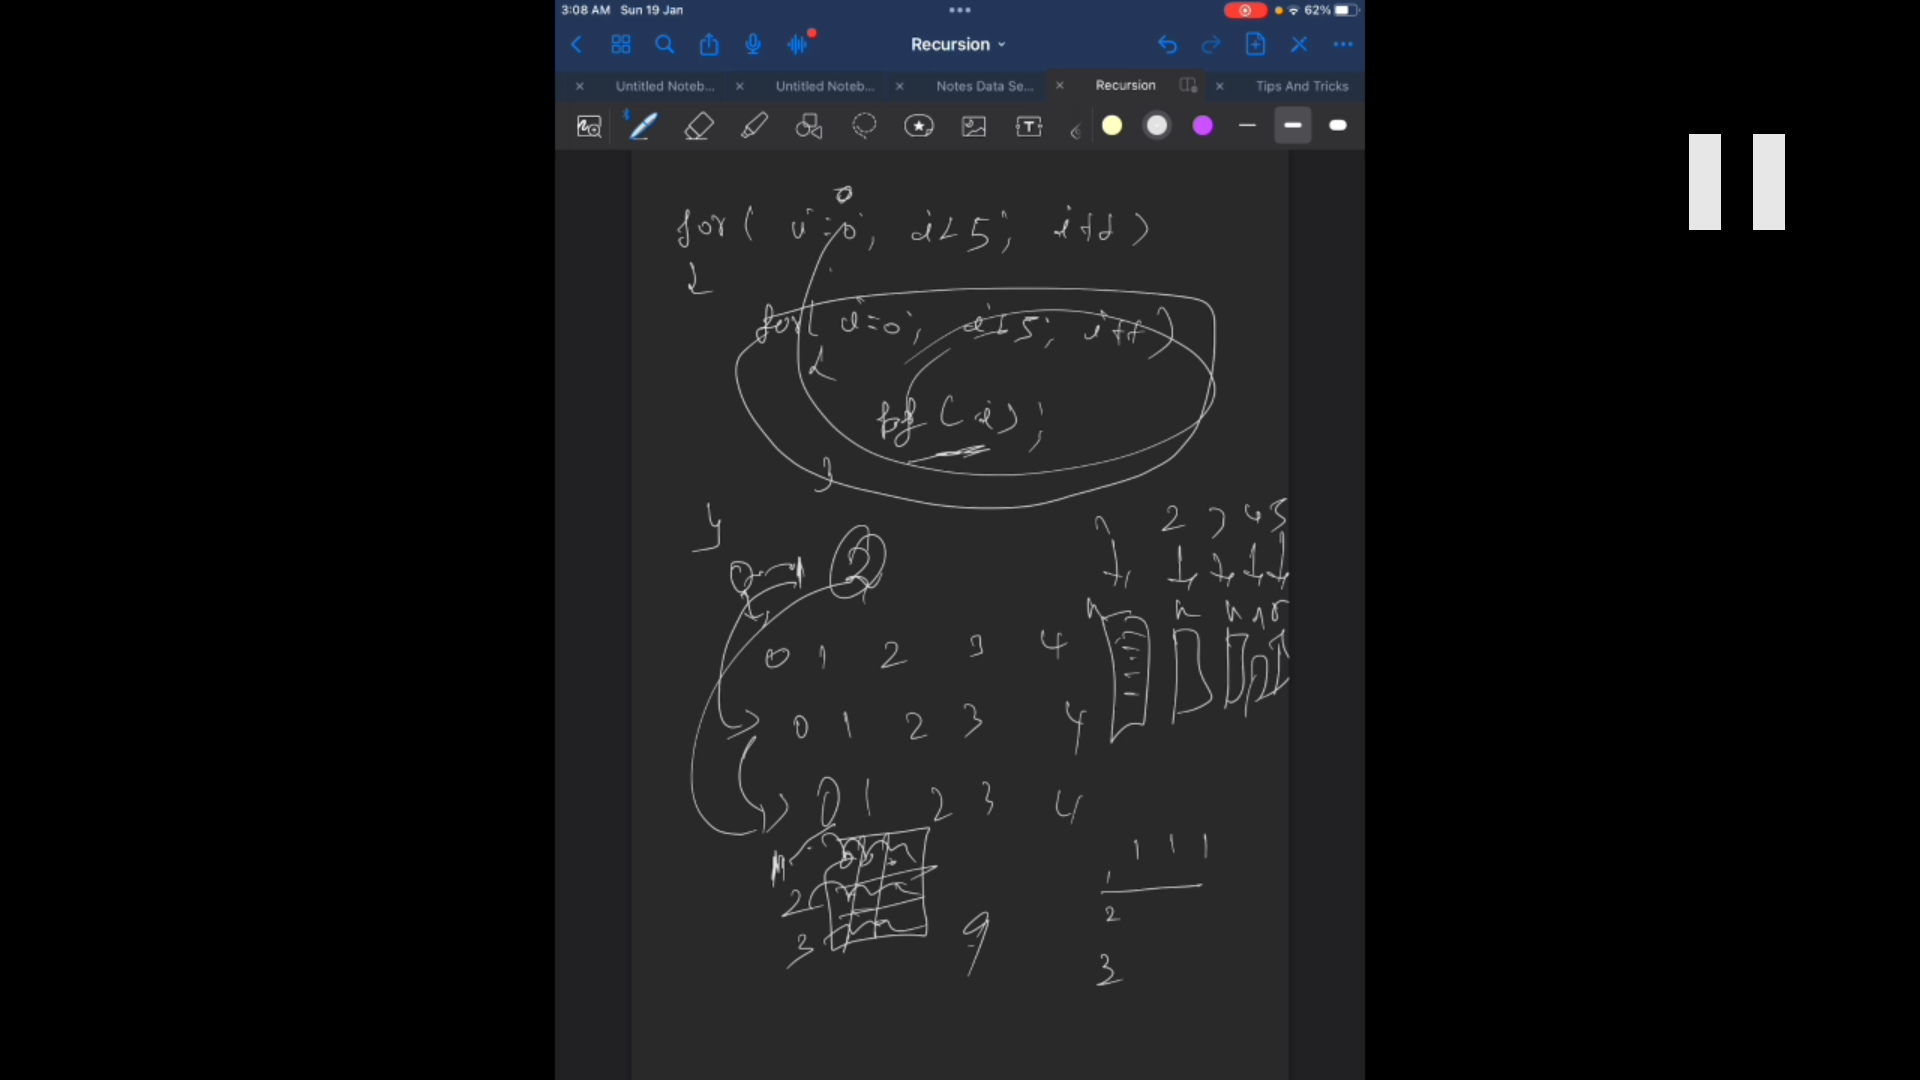 3:08 AM Sun 19 Jan
62%
Recursion
Untitled Noteb... Untitled Noteb... Notes Data Se... Recursion Tips And Tricks
0
for( i=0; i<5; i++)
{
for( i=0; i<5; i++)
{
pf(i);
}
}
2 3 4 5
0 1 2
n n n n
0 1 2 3 4
0 1 2 3 4
0 1 2 3 4
1 1 1
1
2
2
9
3
3